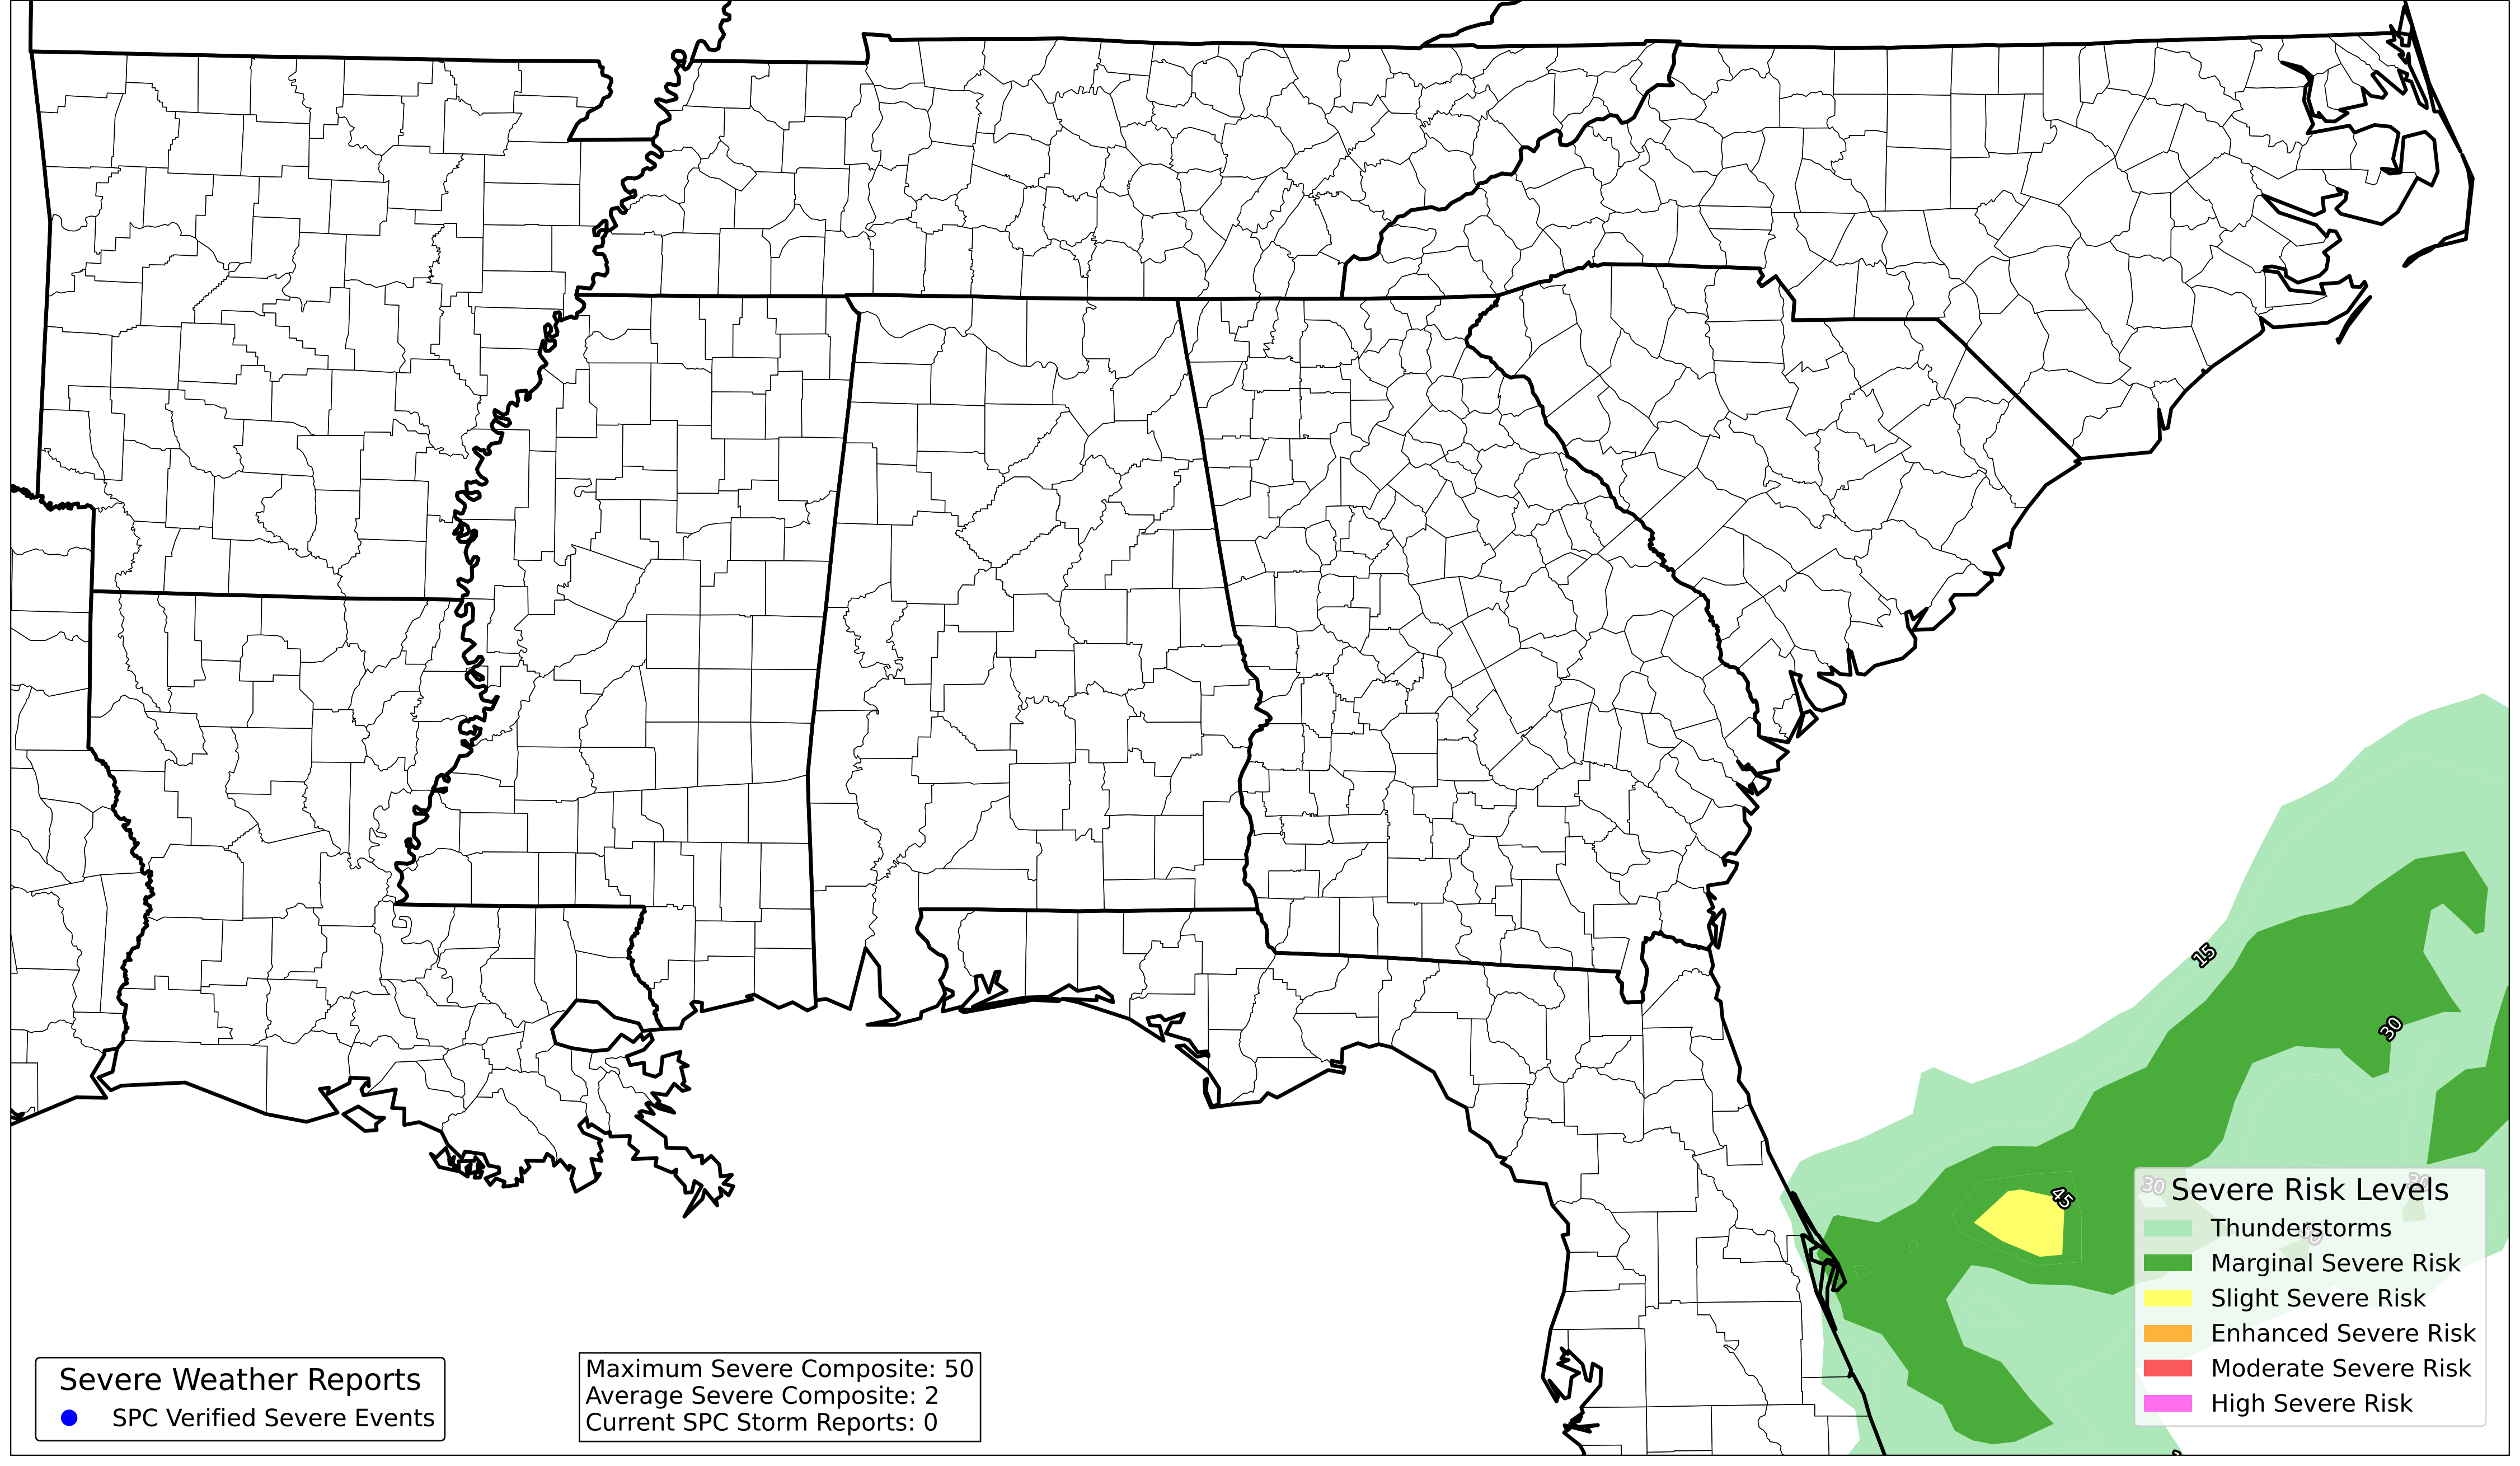 15
30
45
30
30
Severe Risk Levels
Thunderstorms
Marginal Severe Risk
Slight Severe Risk
Enhanced Severe Risk
Moderate Severe Risk
High Severe Risk
Severe Weather Reports
SPC Verified Severe Events
Maximum Severe Composite: 50
Average Severe Composite: 2
Current SPC Storm Reports: 0